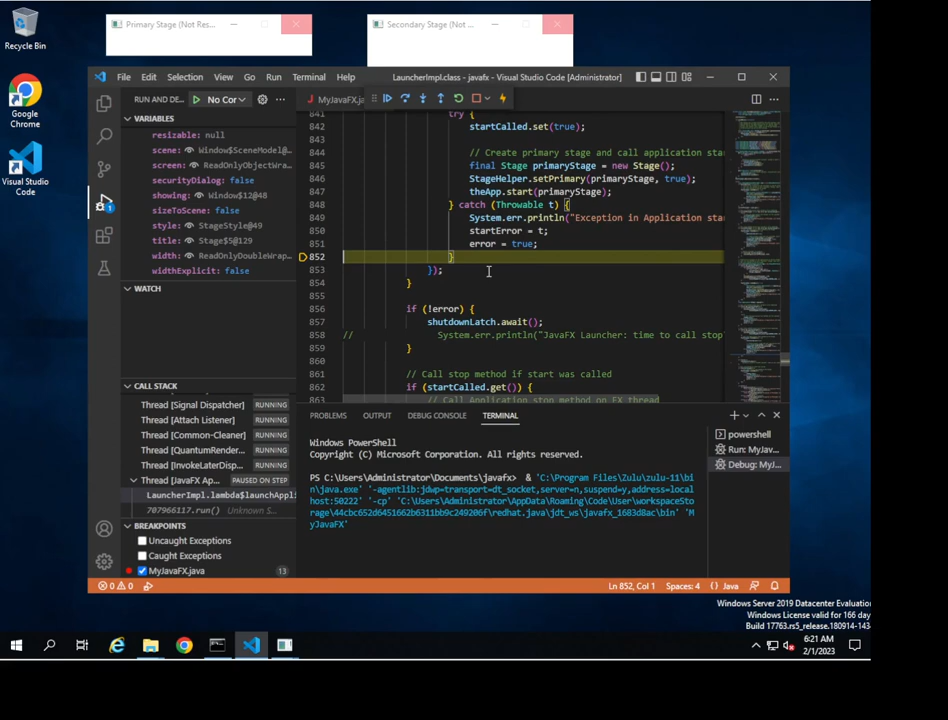 Recycle Bin
Google
Chrome
Visual Studio
Code
Primary Stage (Not Res...
Secondary Stage (Not ...
File Edit Selection View Go Run Terminal Help
LauncherImpl.class - javafx - Visual Studio Code [Administrator]
RUN AND DE... No Cor
MyJavaFX.ja
VARIABLES
resizable: null
scene: Window$SceneModel@…
screen: ReadOnlyObjectWra…
securityDialog: false
showing: Window$12@48
sizeToScene: false
style: Stage$4@59
title: Stage$5@129
width: ReadOnlyDoubleWrap…
widthExplicit: false
WATCH
CALL STACK
Thread [Signal Dispatcher] RUNNING
Thread [Attach Listener] RUNNING
Thread [Common-Cleaner] RUNNING
Thread [QuantumRender... RUNNING
Thread [InvokeLaterDisp... RUNNING
Thread [JavaFX Ap... PAUSED ON STEP
LauncherImpl.lambda$launchAppli
707966117.run() Unknown S…
BREAKPOINTS
Uncaught Exceptions
Caught Exceptions
MyJavaFX.java 13
841 try {
842 startCalled.set(true);
843
844 // Create primary stage and call application sta
845 final Stage primaryStage = new Stage();
846 StageHelper.setPrimary(primaryStage, true);
847 theApp.start(primaryStage);
848 } catch (Throwable t) {
849 System.err.println("Exception in Application sta
850 startError = t;
851 error = true;
852 }
853 });
854 }
855
856 if (!error) {
857 shutdownLatch.await();
858 // System.err.println("JavaFX Launcher: time to call stop"
859 }
860
861 // Call stop method if start was called
862 if (startCalled.get()) {
863 // Call Application stop method on FX thread
PROBLEMS OUTPUT DEBUG CONSOLE TERMINAL
Windows PowerShell
Copyright (C) Microsoft Corporation. All rights reserved.
PS C:\Users\Administrator\Documents\javafx> & 'C:\Program Files\Zulu\zulu-11\bi
n\java.exe' '-agentlib:jdwp=transport=dt_socket,server=n,suspend=y,address=local
host:50222' '-cp' 'C:\Users\Administrator\AppData\Roaming\Code\User\workspaceSto
rage\44cbc652d6451662b6311bb9c249206f\redhat.java\jdt_ws\javafx_1683d8ac\bin' 'M
yJavaFX'
powershell
Run: MyJav...
Debug: MyJ...
0 0
Ln 852, Col 1 Spaces: 4 {} Java
Windows Server 2019 Datacenter Evaluation
Windows License valid for 166 day
Build 17763.rs5_release.180914-143
6:21 AM
2/1/2023